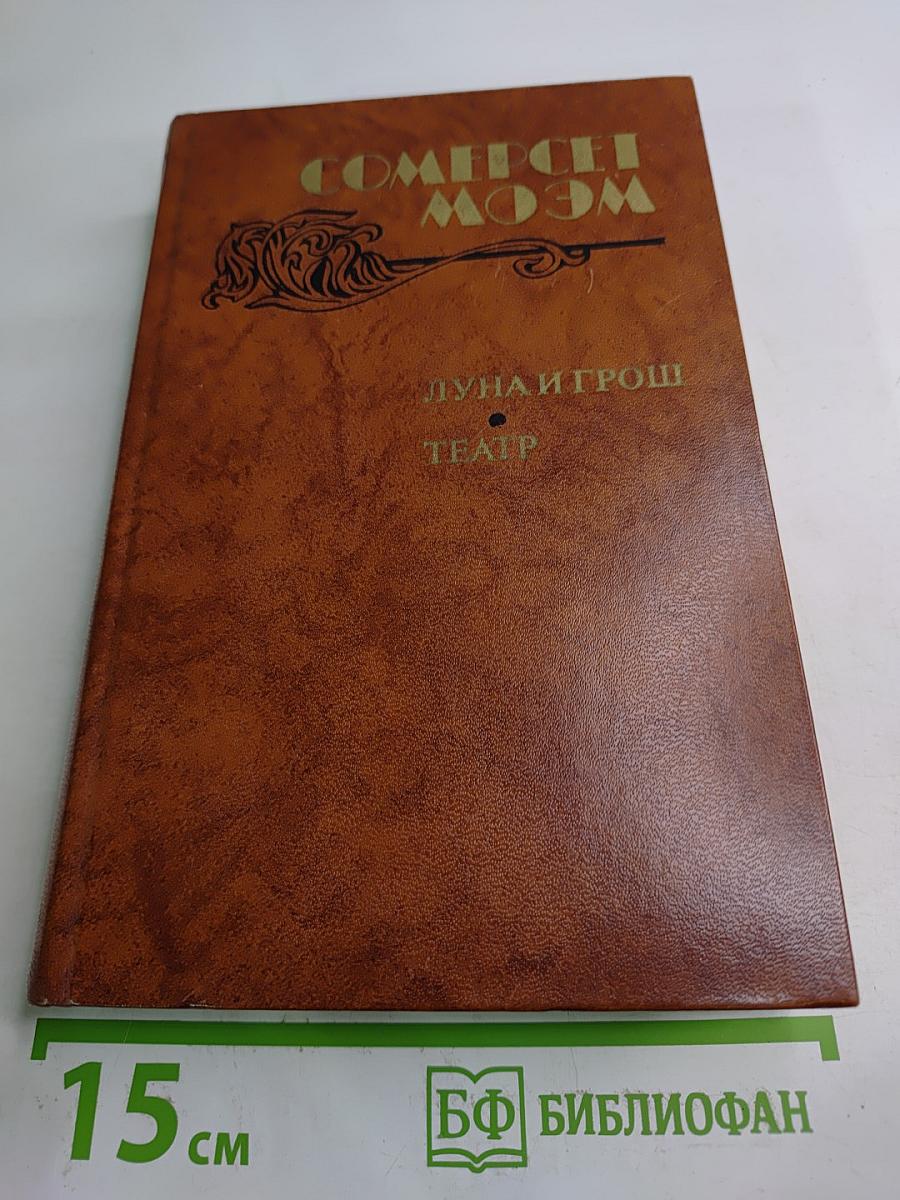 СОМЕРСЕТ
МОЭМ
ЛУНА И ГРОШ
ТЕАТР
15 см
БФ БИБЛИОФАН